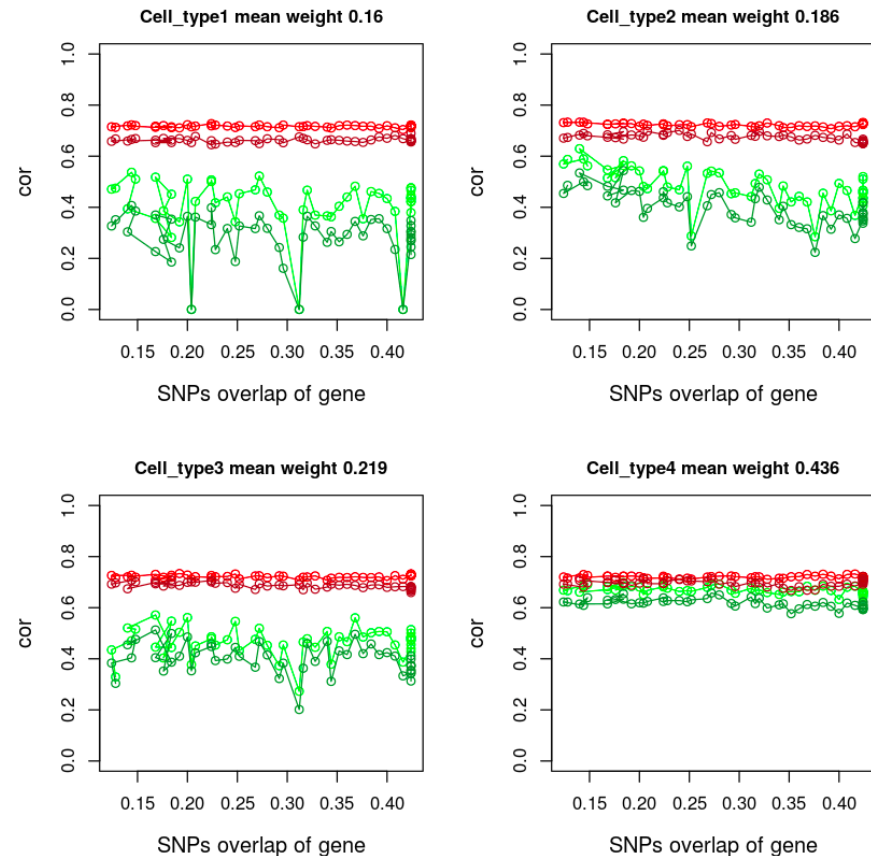 Cell_type1 mean weight 0.16
cor
1.0
0.8
0.6
0.4
0.2
0.0
0.15 0.20 0.25 0.30 0.35 0.40
SNPs overlap of gene
Cell_type2 mean weight 0.186
cor
1.0
0.8
0.6
0.4
0.2
0.0
0.15 0.20 0.25 0.30 0.35 0.40
SNPs overlap of gene
Cell_type3 mean weight 0.219
cor
1.0
0.8
0.6
0.4
0.2
0.0
0.15 0.20 0.25 0.30 0.35 0.40
SNPs overlap of gene
Cell_type4 mean weight 0.436
cor
1.0
0.8
0.6
0.4
0.2
0.0
0.15 0.20 0.25 0.30 0.35 0.40
SNPs overlap of gene